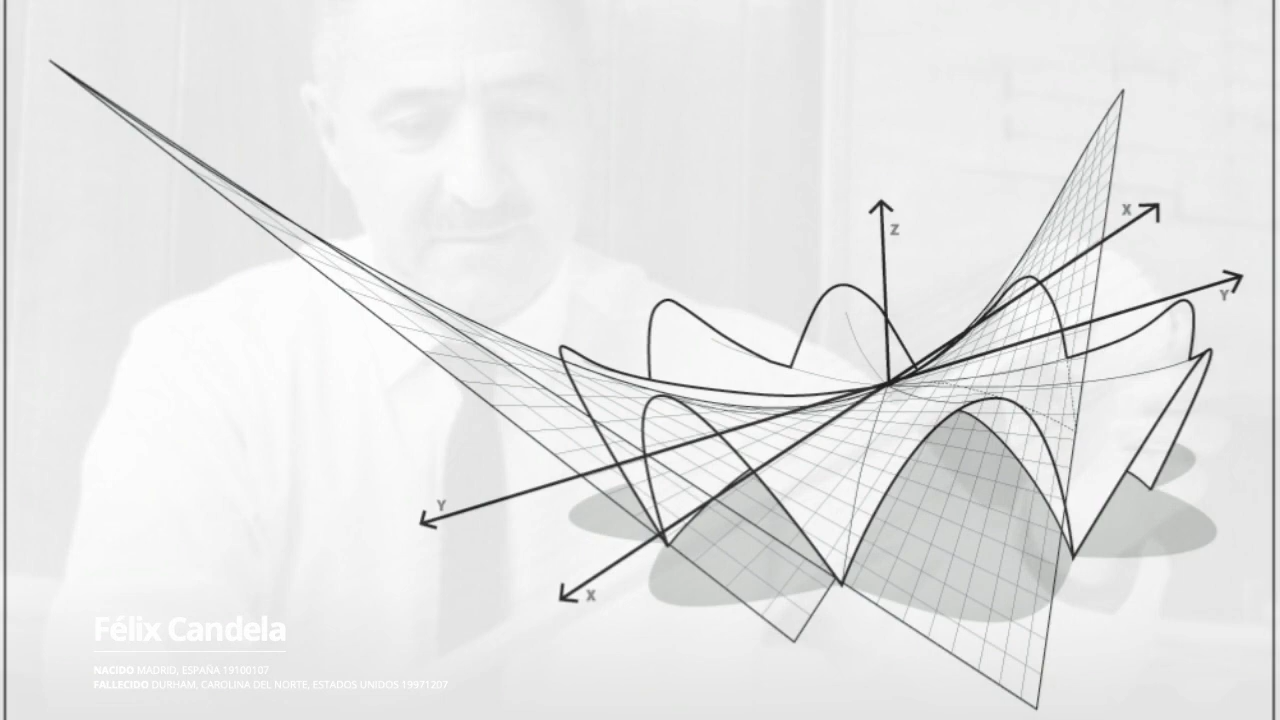 Z
X
Y
Y
X
Félix Candela
NACIDO MADRID, ESPAÑA 19100107
FALLECIDO DURHAM, CAROLINA DEL NORTE, ESTADOS UNIDOS 19971207